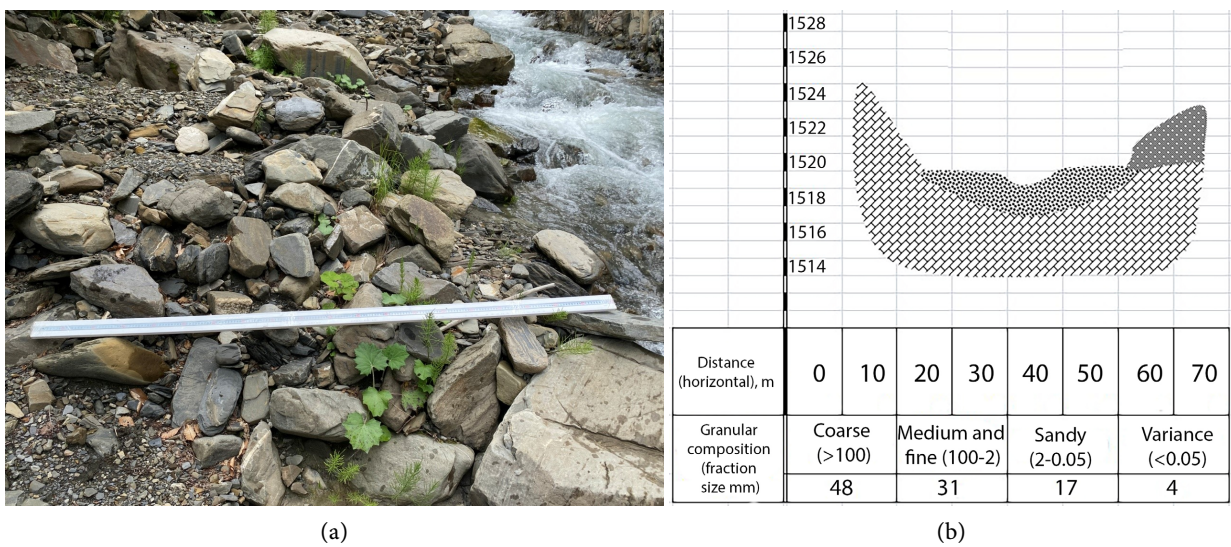 1528
1526
1524
1522
1520
1518
1516
1514
Distance
(horizontal), m
0 10 20 30 40 50 60 70
Granular
composition
(fraction
size mm)
Coarse
(>100)
Medium and
fine (100-2)
Sandy
(2-0.05)
Variance
(<0.05)
48 31 17 4
(a) (b)